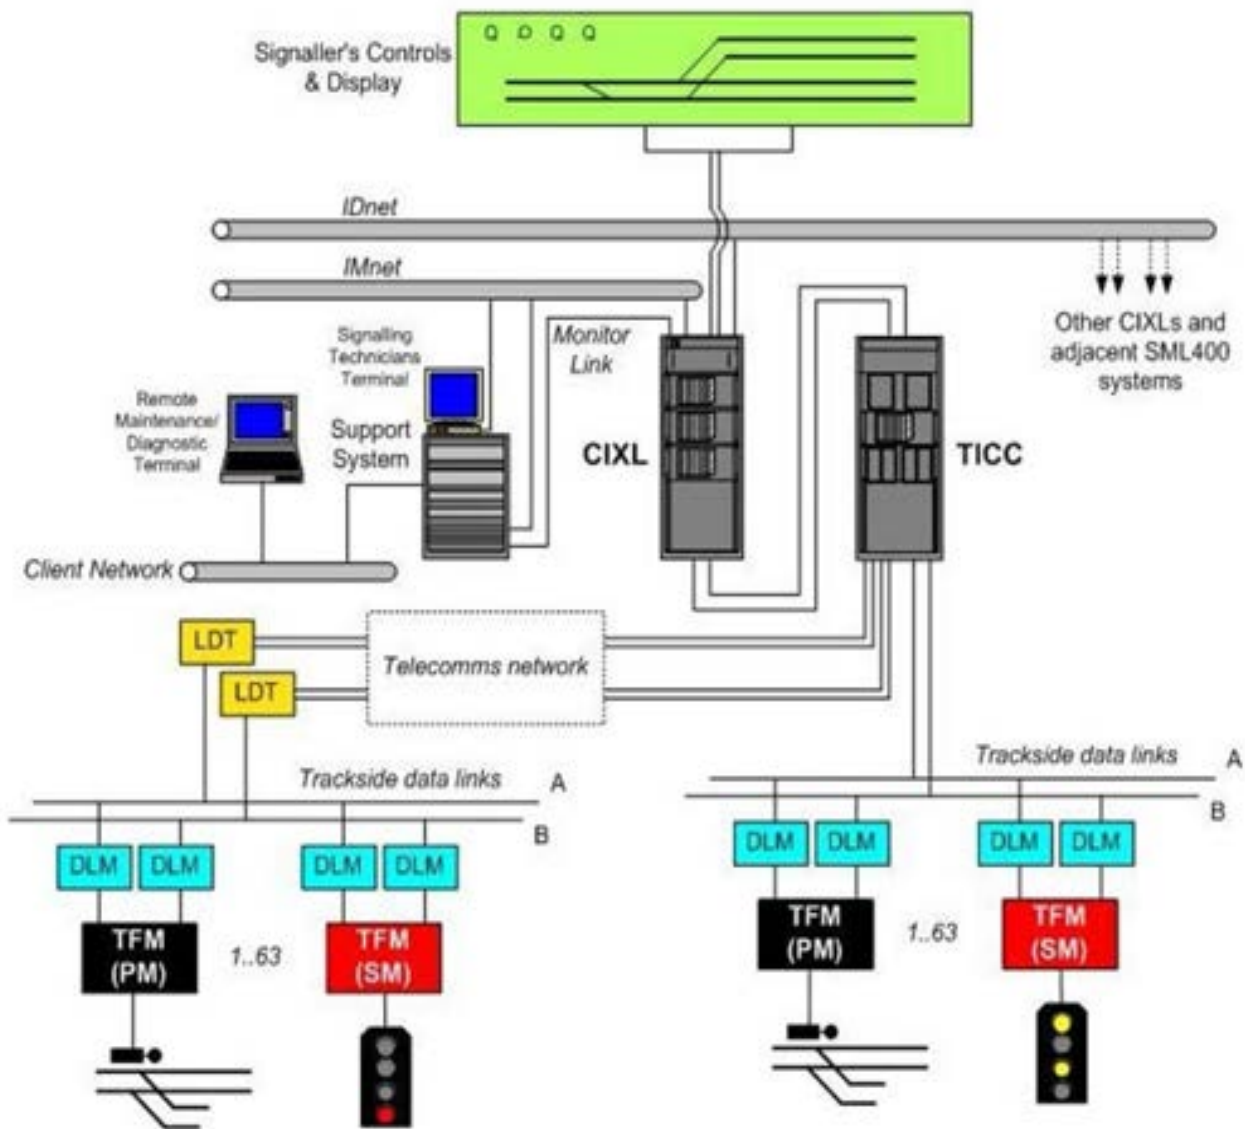 Signaller's Controls
& Display
IDnet
IMnet
Signalling
Technicians
Terminal
Monitor
Link
Other CIXLs and
adjacent SML400
systems
Remote
Maintenance/
Diagnostic
Terminal
Support
System
CIXL
TICC
Client Network
LDT
LDT
Telecomms network
Trackside data links
A
B
DLM
DLM
DLM
DLM
TFM
(PM)
1..63
TFM
(SM)
Trackside data links
A
B
DLM
DLM
DLM
DLM
TFM
(PM)
1..63
TFM
(SM)